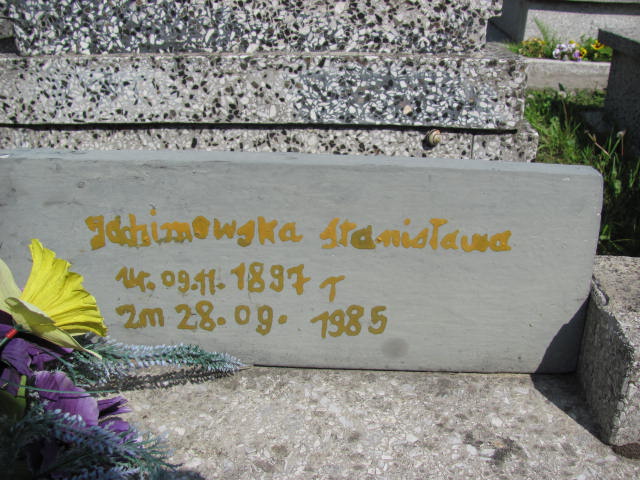 Jachimowska Stanisława
ur. 09.11. 1897 r
zm 28.09. 1985